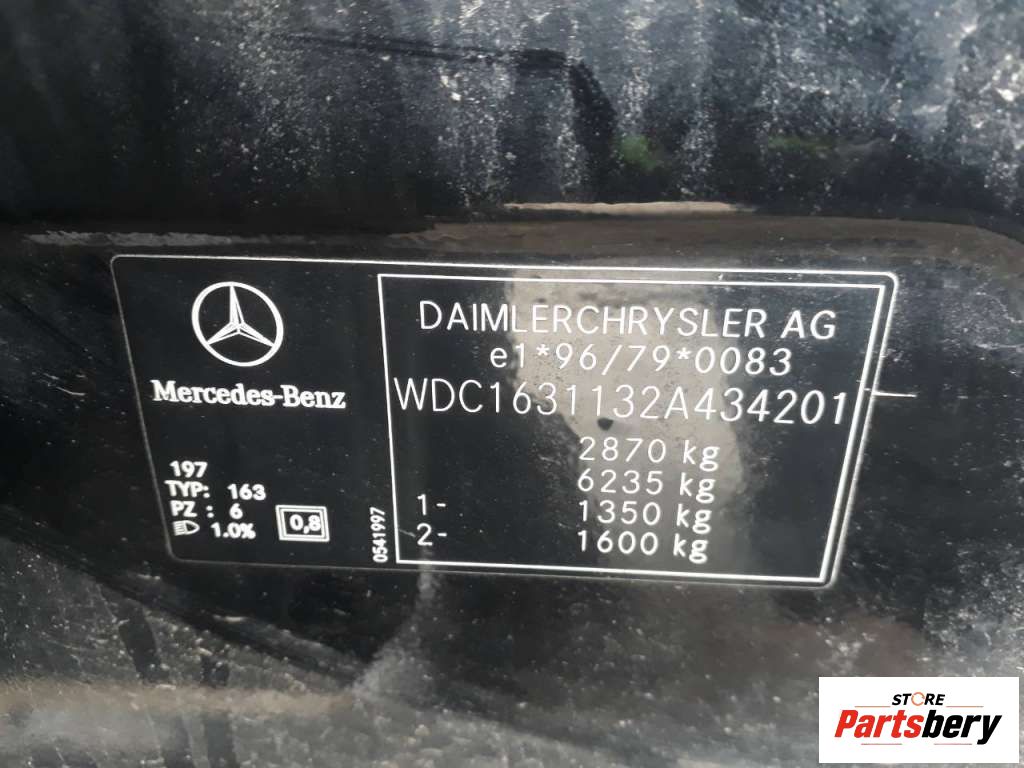 Mercedes-Benz
197
TYP: 163
PZ : 6
1.0%
0,8
0541997
DAIMLERCHRYSLER AG
e1*96/79*0083
WDC1631132A434201
2870 kg
6235 kg
1- 1350 kg
2- 1600 kg
STORE
Partsbery